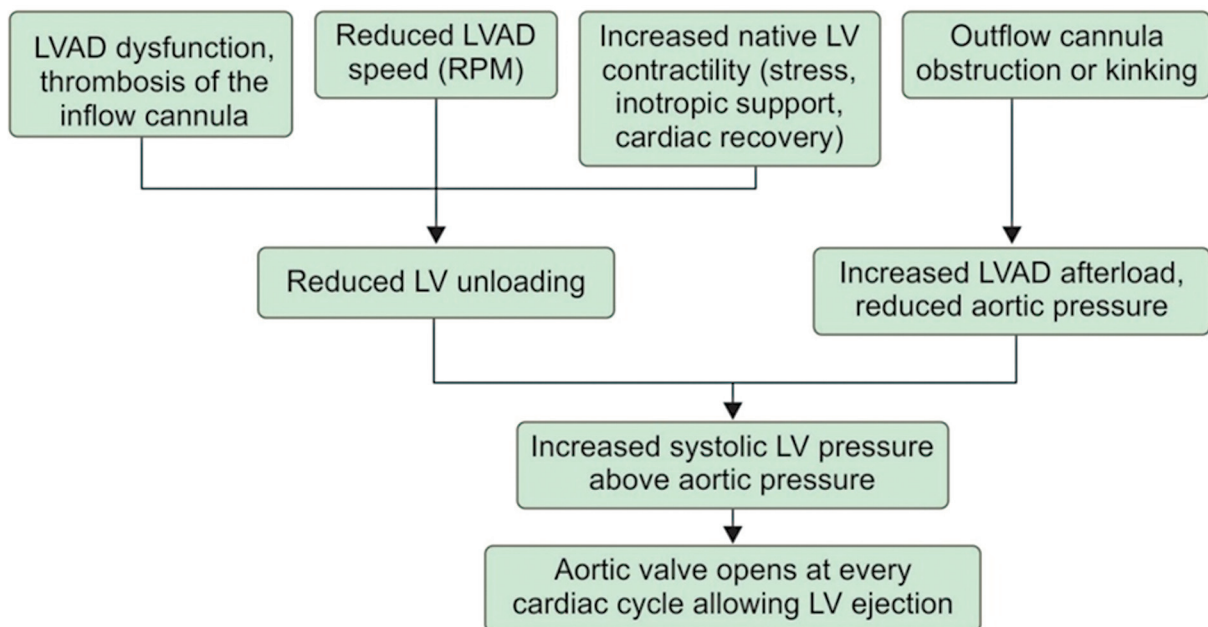 LVAD dysfunction,
thrombosis of the
inflow cannula
Reduced LVAD
speed (RPM)
Increased native LV
contractility (stress,
inotropic support,
cardiac recovery)
Outflow cannula
obstruction or kinking
Reduced LV unloading
Increased LVAD afterload,
reduced aortic pressure
Increased systolic LV pressure
above aortic pressure
Aortic valve opens at every
cardiac cycle allowing LV ejection